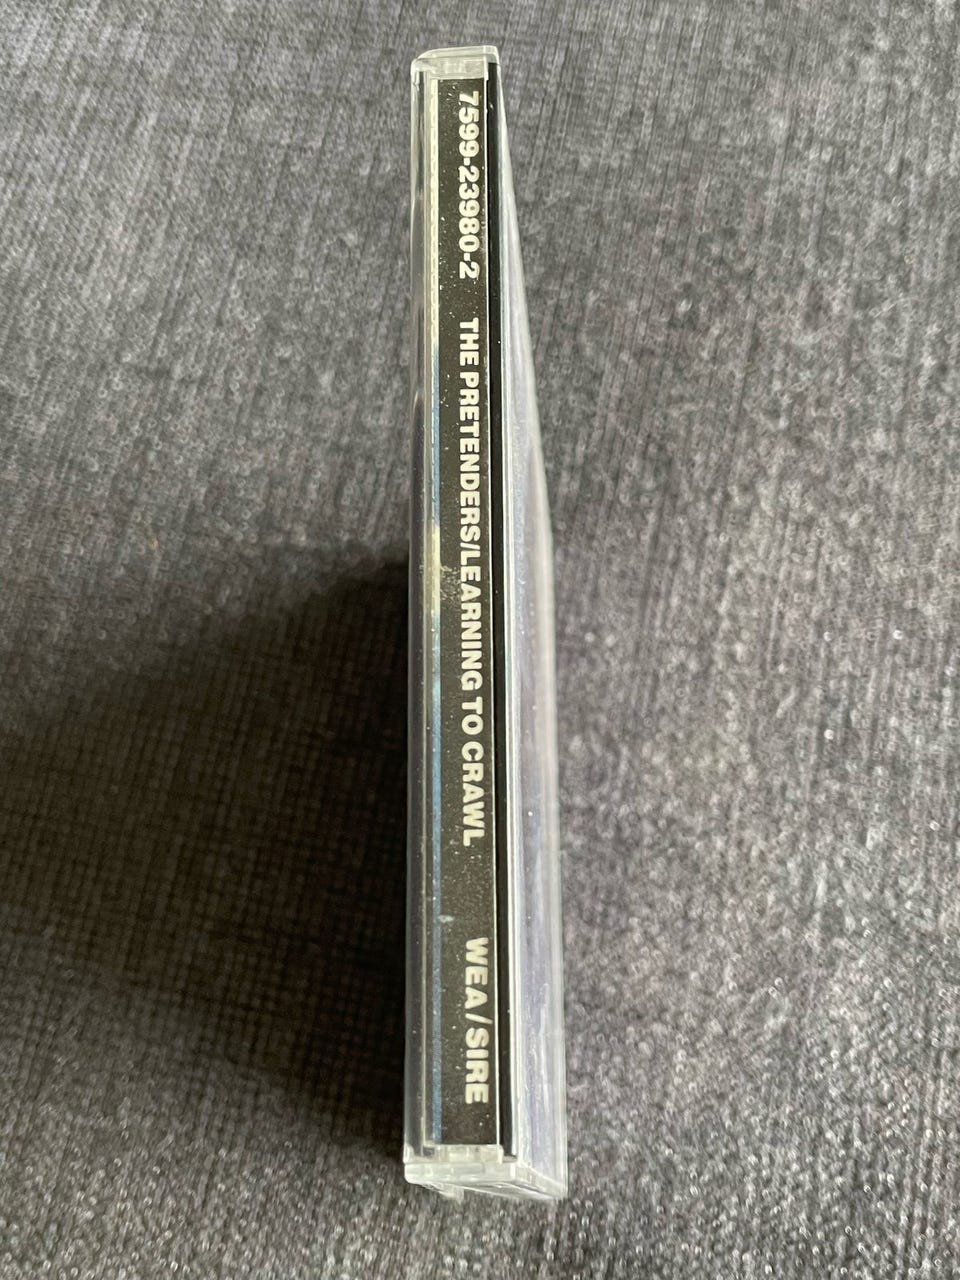 7599-23980-2 THE PRETENDERS/LEARNING TO CRAWL WEA/SIRE